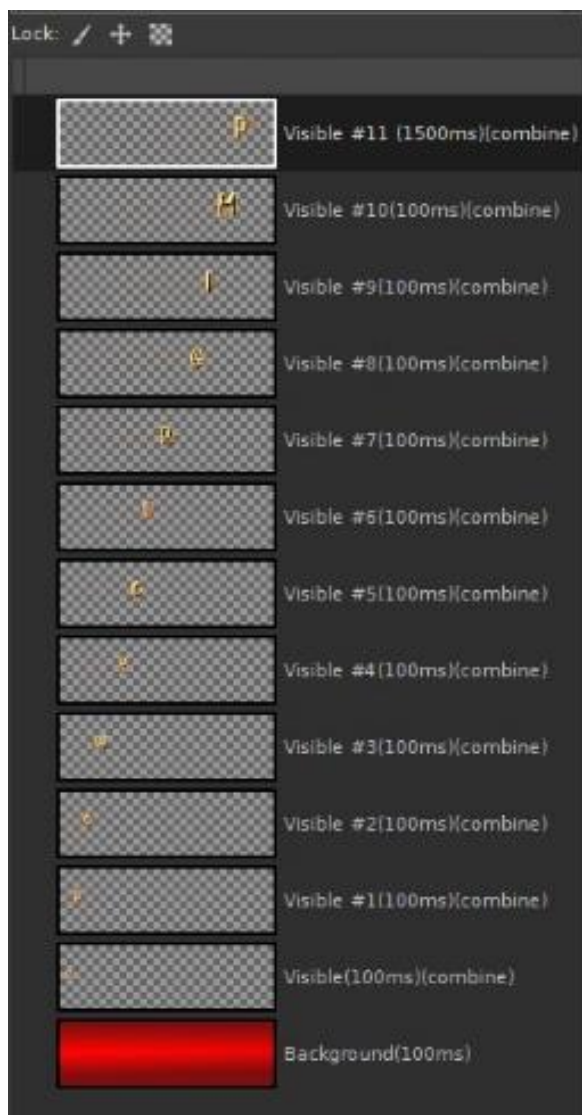 Lock:
P
Visible #11 (1500ms)(combine)
M
Visible #10(100ms)(combine)
I
Visible #9(100ms)(combine)
G
Visible #8(100ms)(combine)
Visible #7(100ms)(combine)
Visible #6(100ms)(combine)
Visible #5(100ms)(combine)
Visible #4(100ms)(combine)
Visible #3(100ms)(combine)
Visible #2(100ms)(combine)
Visible #1(100ms)(combine)
Visible(100ms)(combine)
Background(100ms)